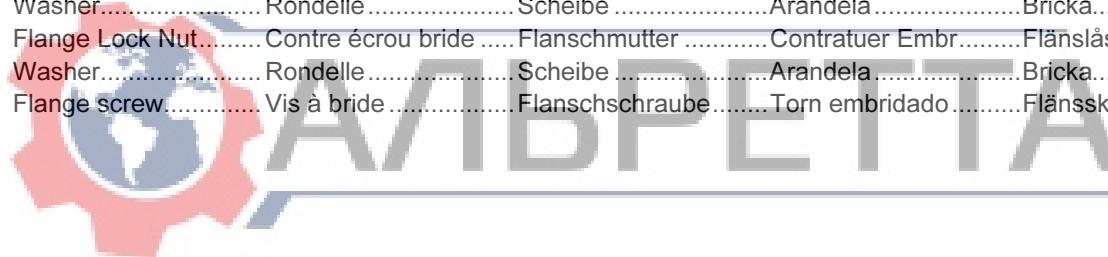 Washer.....................Rondelle.....................Scheibe......................Arandela.....................Bricka..
Flange Lock Nut.........Contre écrou bride .....Flanschmutter ............Contratuer Embr.........Flänslås
Washer.....................Rondelle.....................Scheibe ......................Arandela.....................Bricka..
Flange screw..............Vis à bride..................Flanschschraube........Torn embridado..........Flänssk
АЛЬРЕТТА